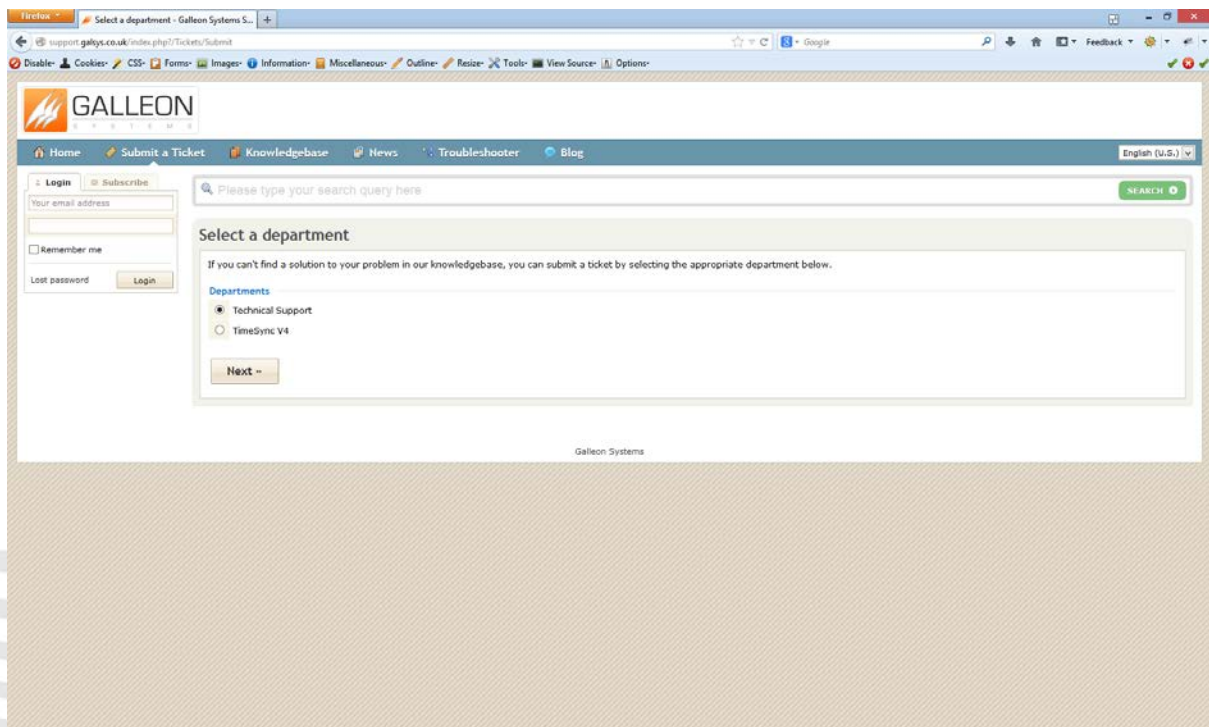 Firefox
Select a department - Galleon Systems S...
support.galsys.co.uk/index.php?/Tickets/Submit
Google
Feedback
Disable- Cookies- CSS- Forms- Images- Information- Miscellaneous- Outline- Resize- Tools- View Source- Options-
GALLEON
SYSTEMS
Home Submit a Ticket Knowledgebase News Troubleshooter Blog English (U.S.)
Login Subscribe
Your email address
Remember me
Lost password Login
Please type your search query here SEARCH
Select a department
If you can't find a solution to your problem in our knowledgebase, you can submit a ticket by selecting the appropriate department below.
Departments
Technical Support
TimeSync V4
Next »
Galleon Systems